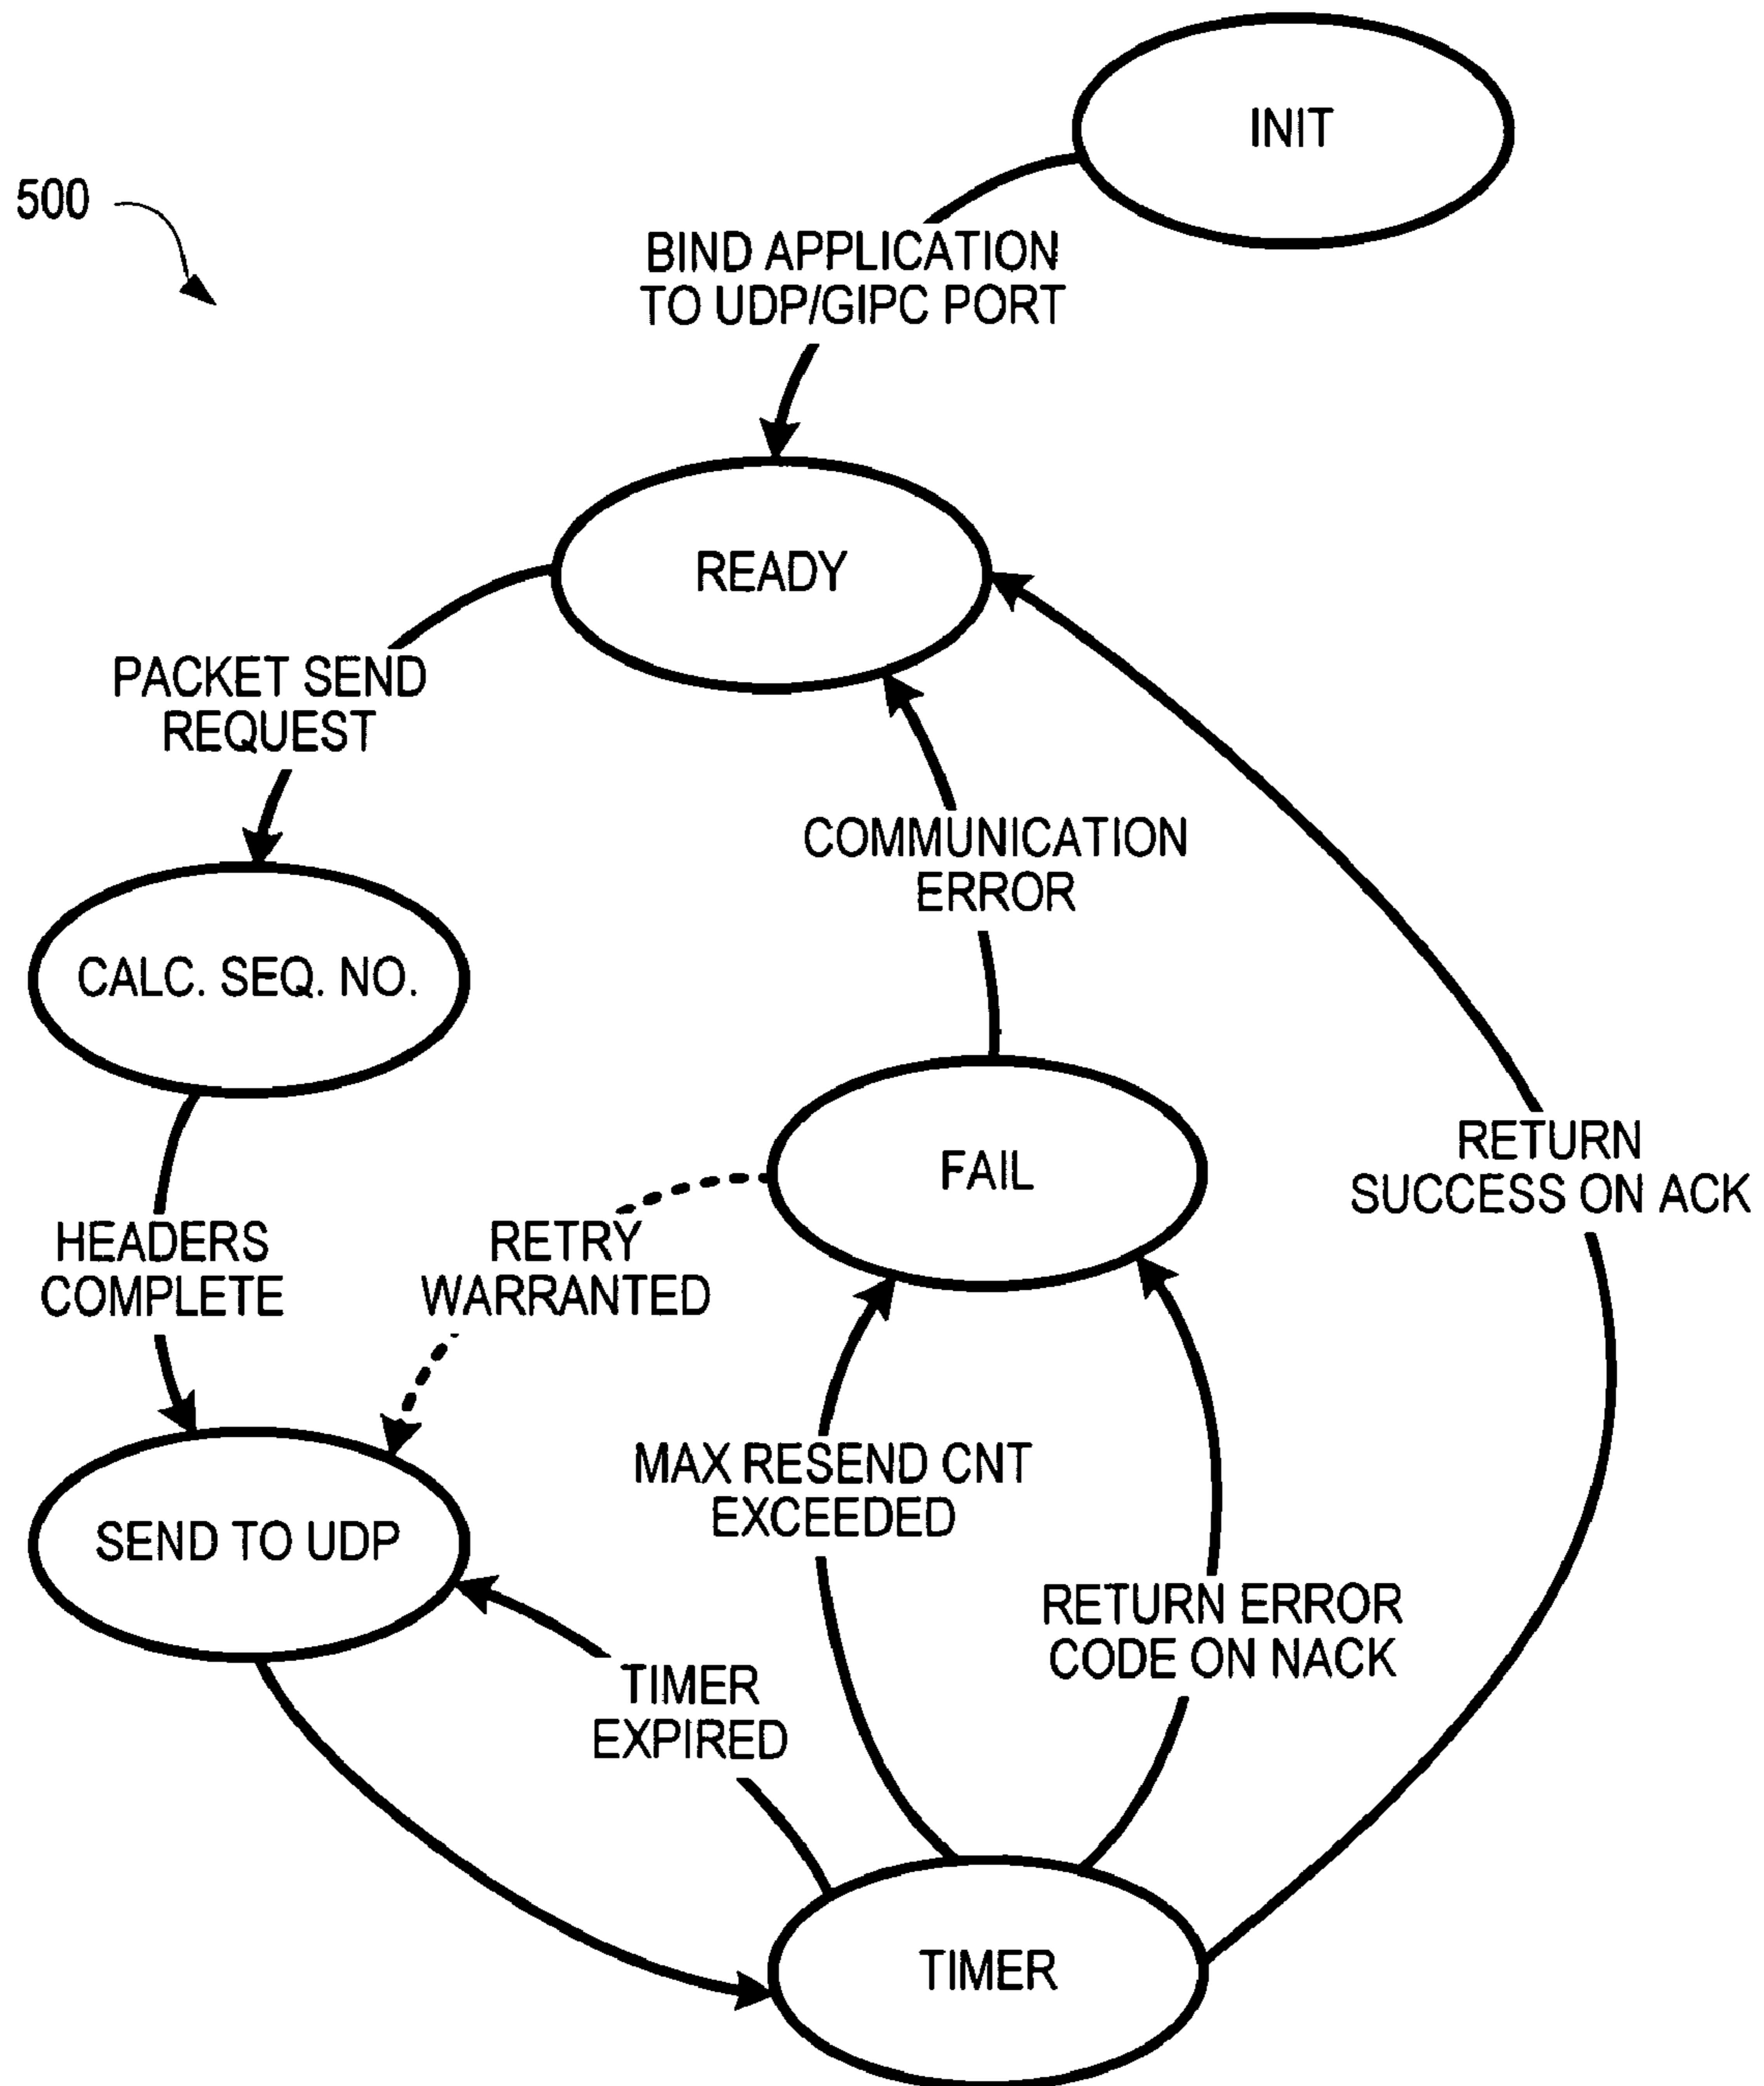 INIT
500
BIND APPLICATION
TO UDP/GIPC PORT
READY
PACKET SEND
REQUEST
COMMUNICATION
ERROR
CALC. SEQ. NO.
RETURN
SUCCESS ON ACK
FAIL
HEADERS
COMPLETE
RETRY
WARRANTED
MAX RESEND CNT
EXCEEDED
SEND TO UDP
RETURN ERROR
CODE ON NACK
TIMER
EXPIRED
TIMER